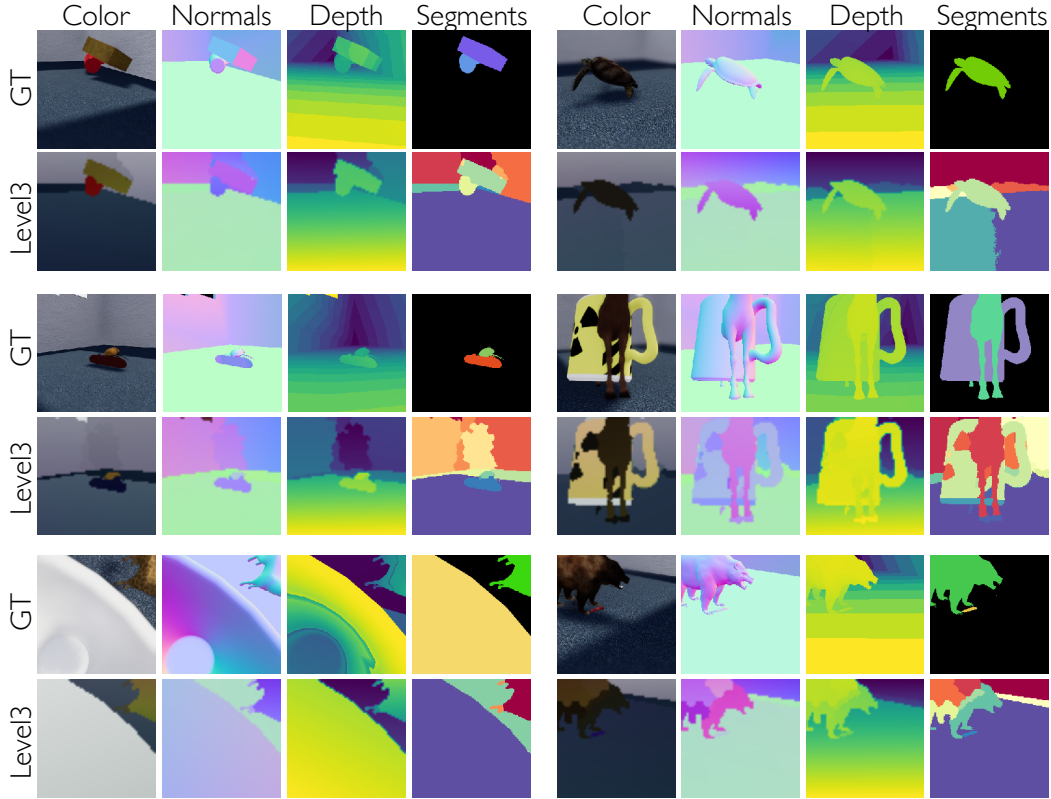 Color Normals Depth Segments Color Normals Depth Segments
GT
Level3
GT
Level3
GT
Level3